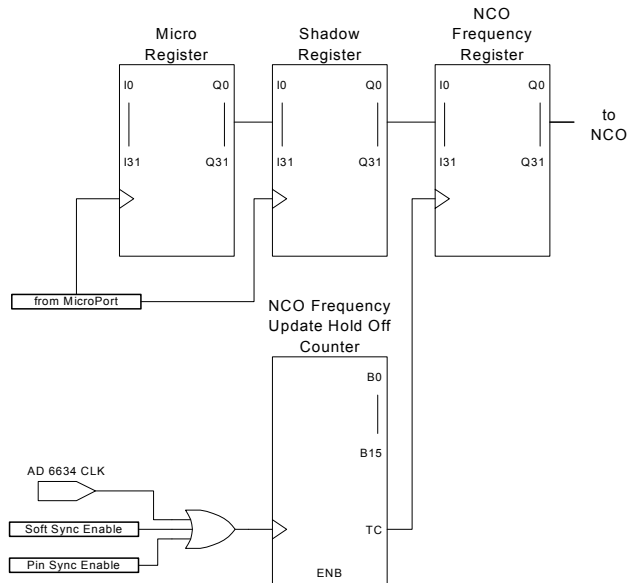 NCO
Frequency
Register
Micro
Register
Shadow
Register
I0
Q0
I31
Q31
I0
Q0
I31
Q31
I0
Q0
I31
Q31
to
NCO
from MicroPort
NCO Frequency
Update Hold Off
Counter
B0
B15
AD 6634 CLK
Soft Sync Enable
TC
Pin Sync Enable
ENB